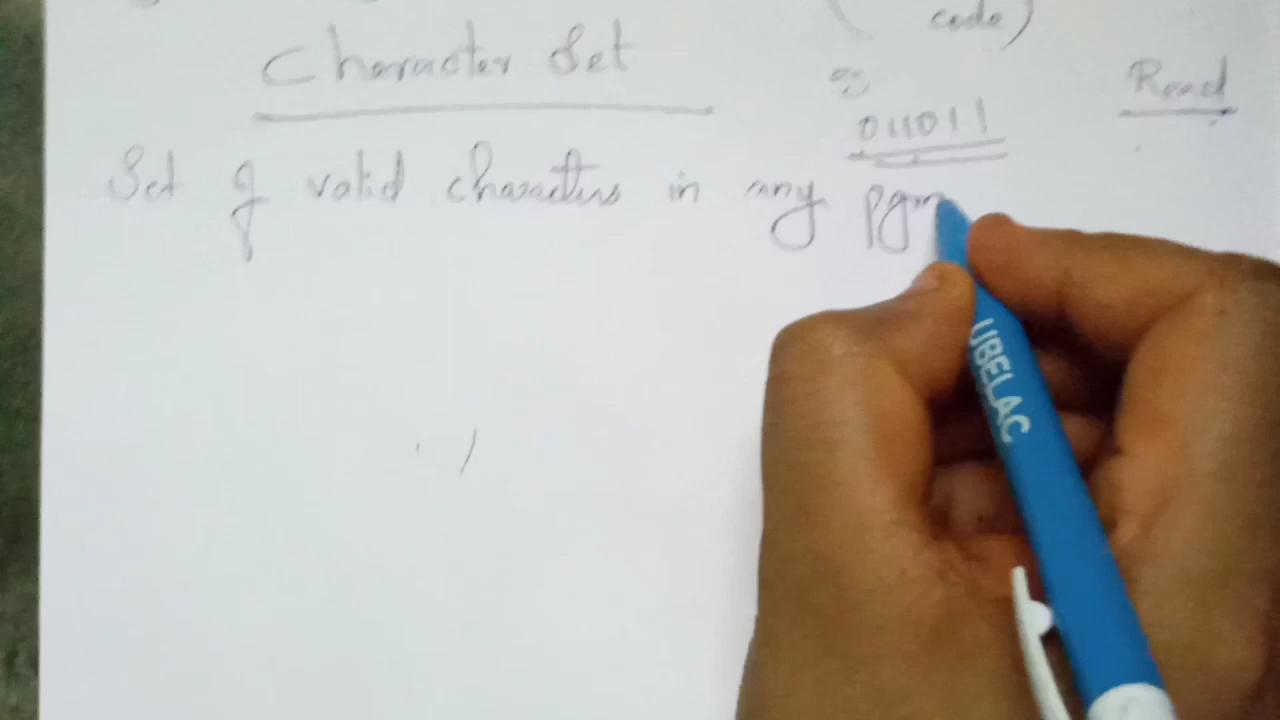 code)
Character Set
011011
Read
Set of valid characters in any pgm
UBELAC